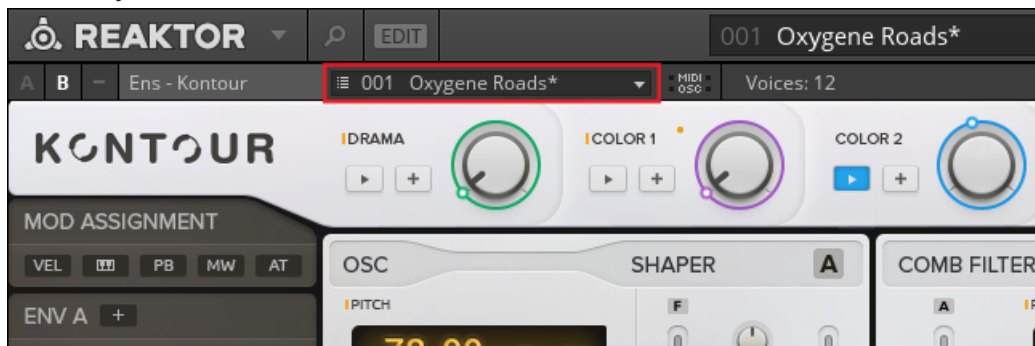 REAKTOR EDIT 001 Oxygene Roads*
A B - Ens - Kontour 001 Oxygene Roads* MIDI OSC Voices: 12
KONTOUR DRAMA COLOR 1 COLOR 2
+ + +
MOD ASSIGNMENT
VEL PB MW AT OSC SHAPER A COMB FILTER
ENV A + PITCH F A